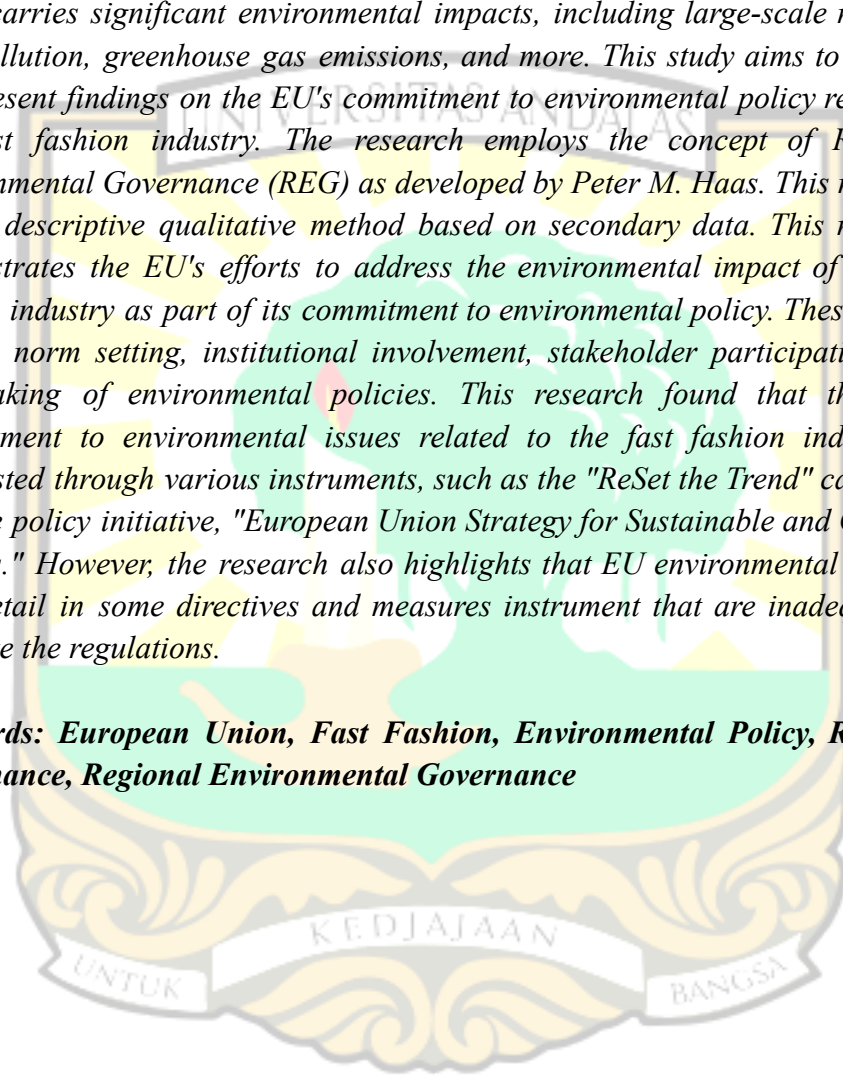 carries significant environmental impacts, including large-scale
ollution, greenhouse gas emissions, and more. This study aims to
esent findings on the EU's commitment to environmental policy re
st fashion industry. The research employs the concept of
nmental Governance (REG) as developed by Peter M. Haas. This
descriptive qualitative method based on secondary data. This
strates the EU's efforts to address the environmental impact of
industry as part of its commitment to environmental policy. Thes
norm setting, institutional involvement, stakeholder participati
aking of environmental policies. This research found that th
ment to environmental issues related to the fast fashion ind
sted through various instruments, such as the "ReSet the Trend" ca
e policy initiative, "European Union Strategy for Sustainable and
." However, the research also highlights that EU environmental
etail in some directives and measures instrument that are inade
e the regulations.
rds: European Union, Fast Fashion, Environmental Policy, R
nance, Regional Environmental Governance
UNIVERSITAS ANDALAS
KEDJAJAAN
UNTUK
BANGSA